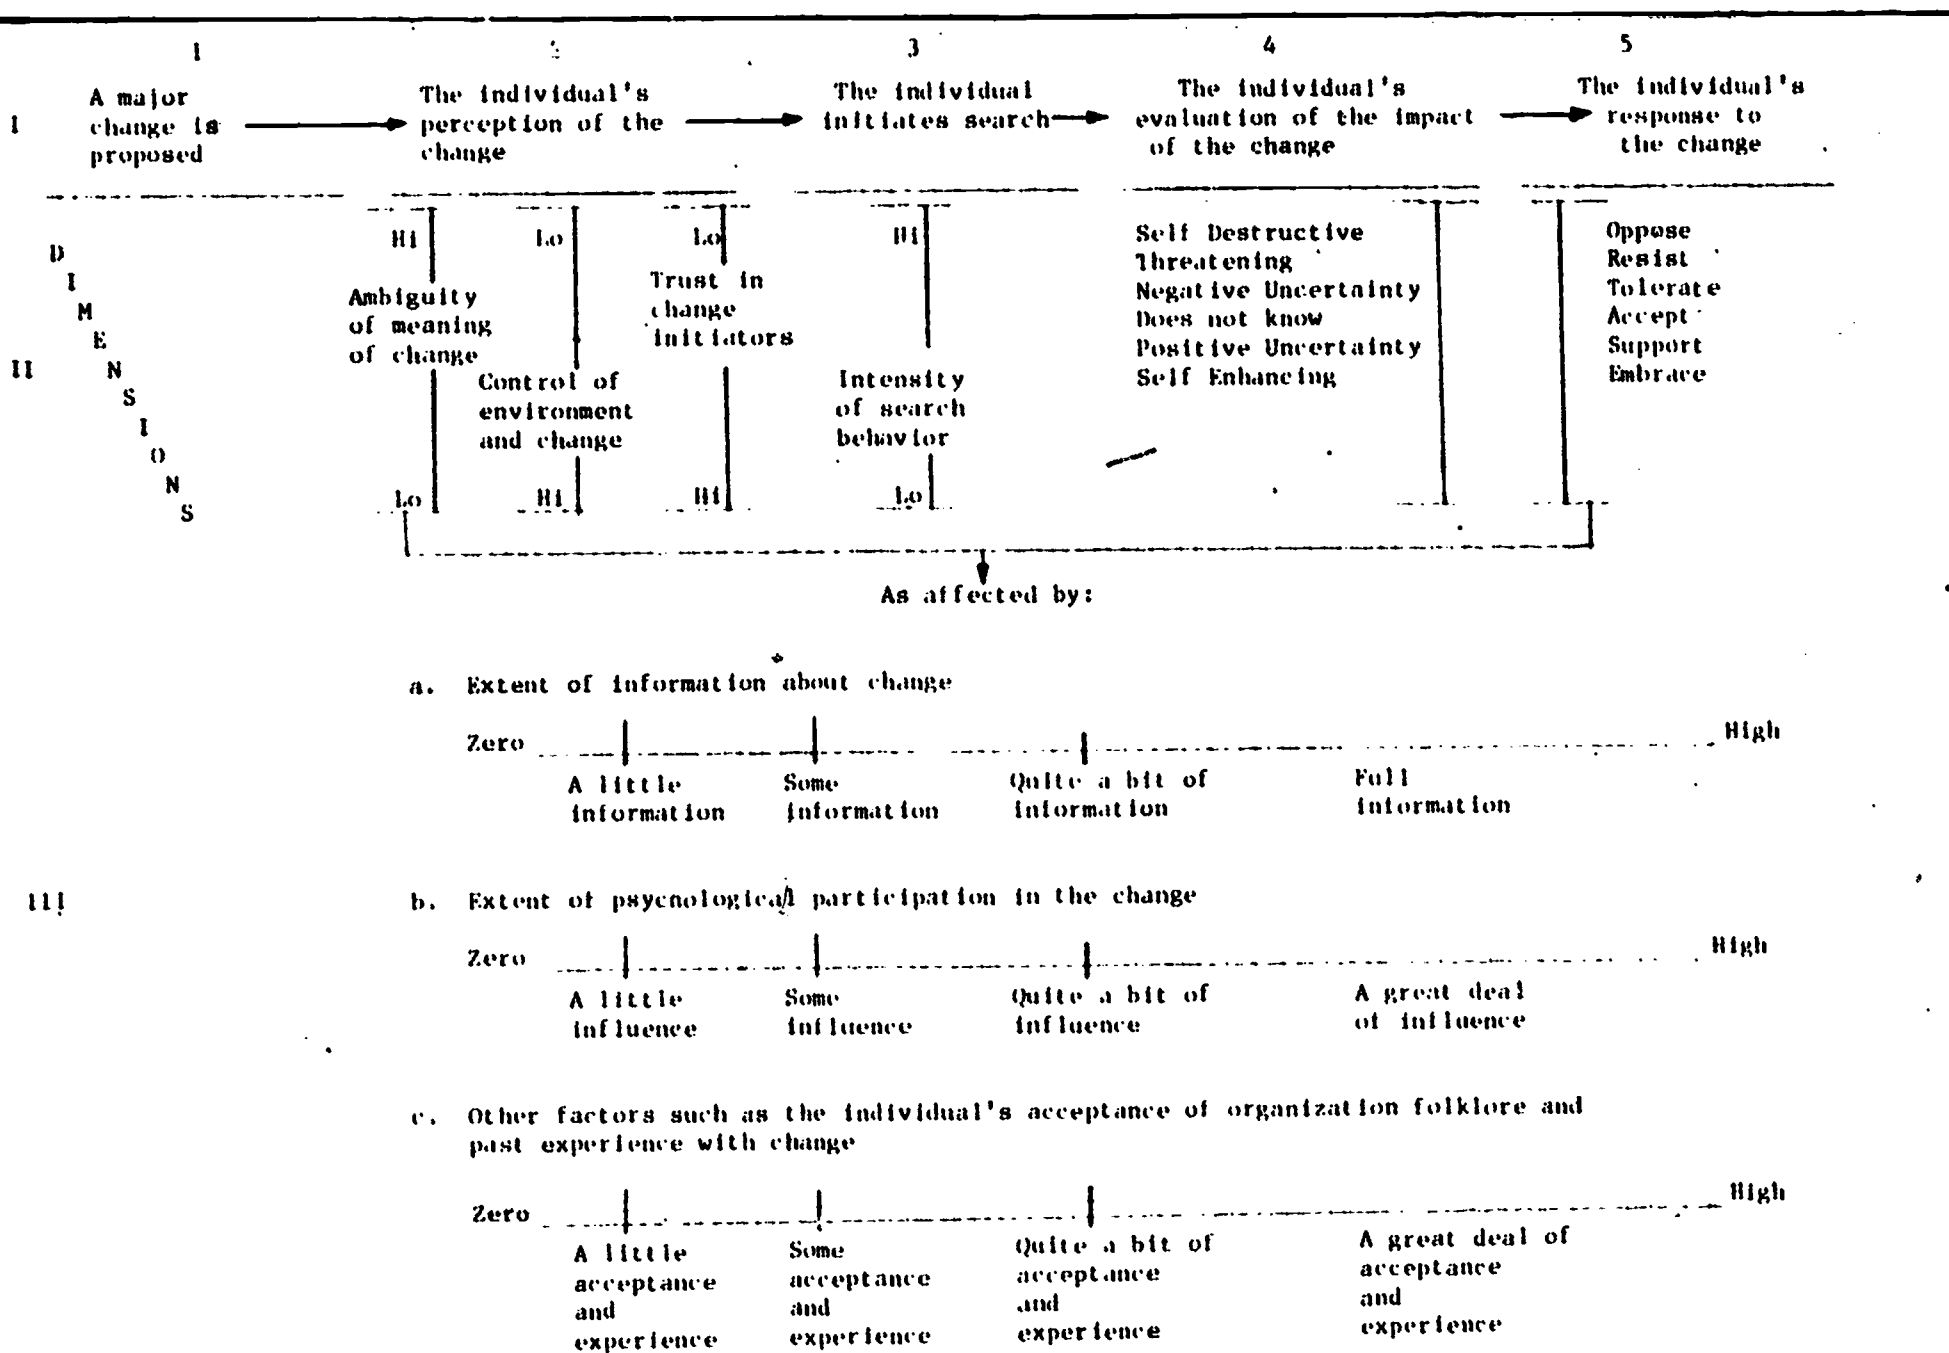 1 2 3 4 5
I
A major
change is
proposed
The individual's
perception of the
change
The individual
initiates search
The individual's
evaluation of the impact
of the change
The individual's
response to
the change
II
DIMENSIONS
Hi
Ambiguity
of meaning
of change
Lo
Lo
Control of
environment
and change
Hi
Lo
Trust in
change
initiators
Hi
Hi
Intensity
of search
behavior
Lo
Self Destructive
Threatening
Negative Uncertainty
Does not know
Positive Uncertainty
Self Enhancing
Oppose
Resist
Tolerate
Accept
Support
Embrace
As affected by:
III
a. Extent of information about change
Zero High
A little
information
Some
information
Quite a bit of
information
Full
information
b. Extent of psychological participation in the change
Zero High
A little
influence
Some
influence
Quite a bit of
influence
A great deal
of influence
c. Other factors such as the individual's acceptance of organization folklore and
past experience with change
Zero High
A little
acceptance
and
experience
Some
acceptance
and
experience
Quite a bit of
acceptance
and
experience
A great deal of
acceptance
and
experience